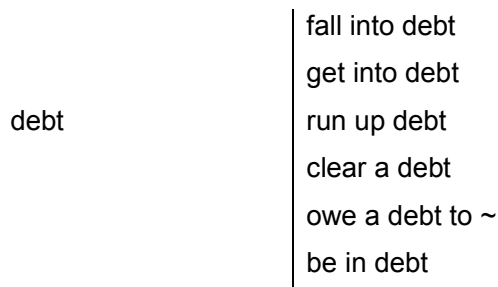 fall into debt
get into debt
debt
run up debt
clear a debt
owe a debt to ~
be in debt